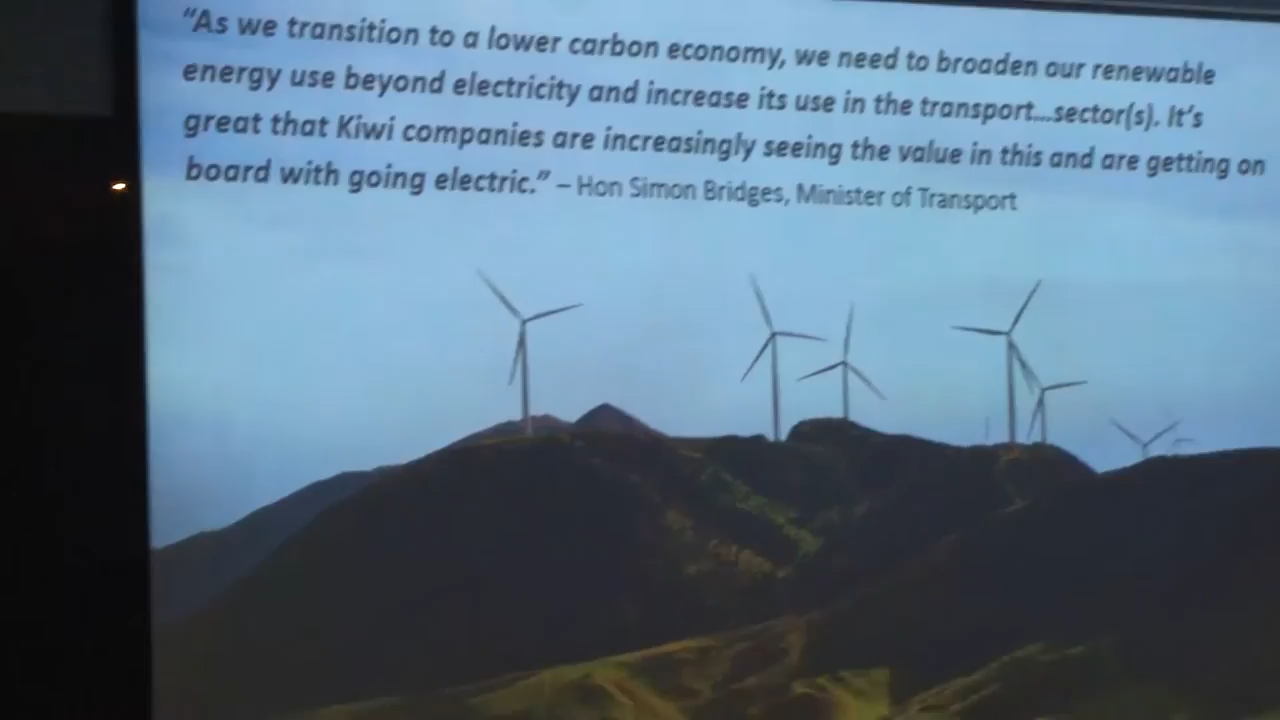 “As we transition to a lower carbon economy, we need to broaden our renewable
energy use beyond electricity and increase its use in the transport...sector(s). It’s
great that Kiwi companies are increasingly seeing the value in this and are getting on
board with going electric.” – Hon Simon Bridges, Minister of Transport